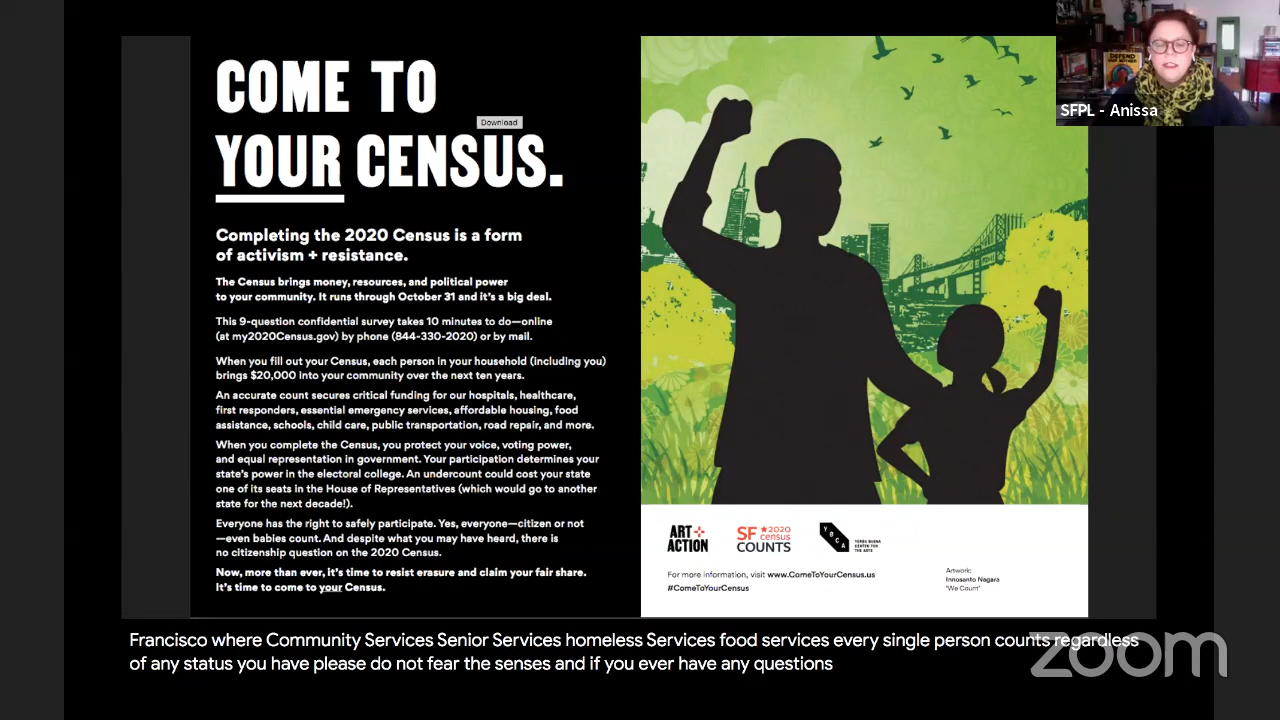 COME TO
YOUR CENSUS.
Download
Completing the 2020 Census is a form
of activism + resistance.
The Census brings money, resources, and political power
to your community. It runs through October 31 and it's a big deal.
This 9-question confidential survey takes 10 minutes to do—online
(at my2020Census.gov) by phone (844-330-2020) or by mail.
When you fill out your Census, each person in your household (including you)
brings $20,000 into your community over the next ten years.
An accurate count secures critical funding for our hospitals, healthcare,
first responders, essential emergency services, affordable housing, food
assistance, schools, child care, public transportation, road repair, and more.
When you complete the Census, you protect your voice, voting power,
and equal representation in government. Your participation determines your
state's power in the electoral college. An undercount could cost your state
one of its seats in the House of Representatives (which would go to another
state for the next decade!).
Everyone has the right to safely participate. Yes, everyone—citizen or not
—even babies count. And despite what you may have heard, there is
no citizenship question on the 2020 Census.
Now, more than ever, it's time to resist erasure and claim your fair share.
It's time to come to your Census.
ART+
ACTION
SF ★2020
census
COUNTS
YBCA
YERBA BUENA
CENTER FOR
THE ARTS
For more information, visit www.ComeToYourCensus.us
#ComeToYourCensus
Artwork:
Innosanto Nagara
"We Count"
DEFEND
OUR MOTHER
SFPL - Anissa
Francisco where Community Services Senior Services homeless Services food services every single person counts regardless
of any status you have please do not fear the senses and if you ever have any questions
zoom